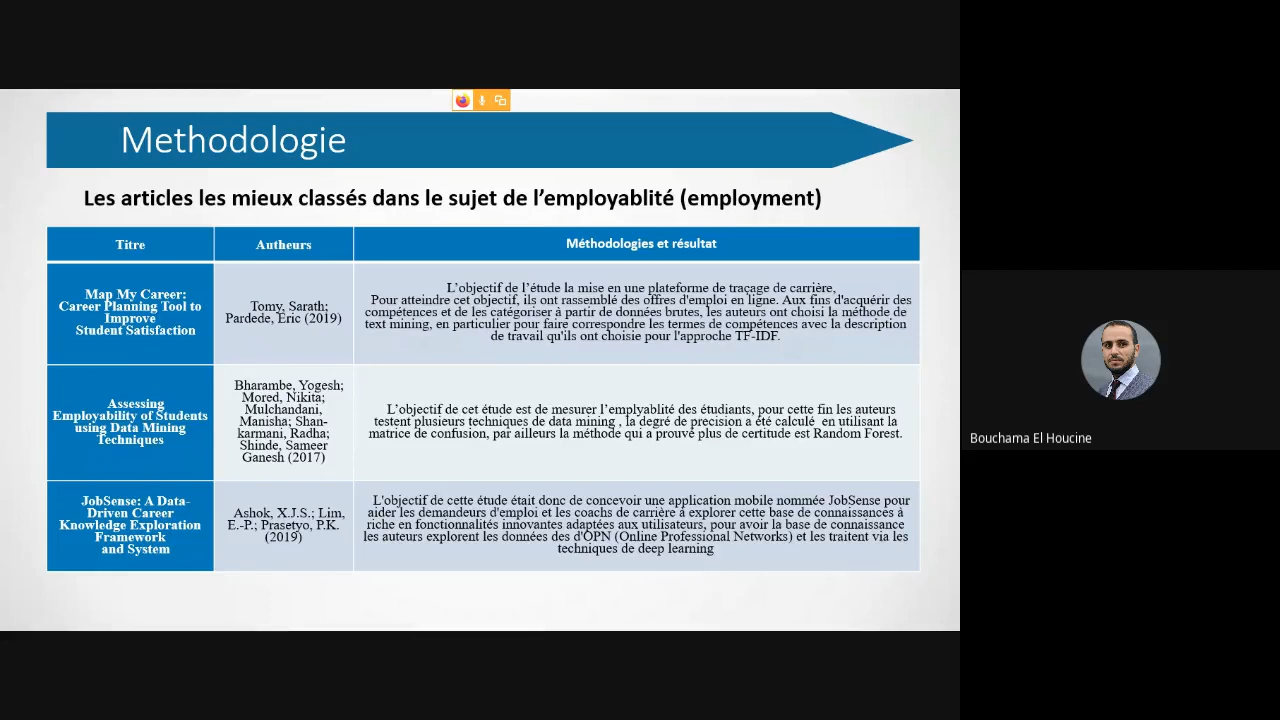 Methodologie
Les articles les mieux classés dans le sujet de l’employablité (employment)
Titre
Autheurs
Méthodologies et résultat
Map My Career:
Career Planning Tool to
Improve
Student Satisfaction
Tomy, Sarath;
Pardede, Eric (2019)
L’objectif de l’étude la mise en une plateforme de traçage de carrière,
Pour atteindre cet objectif, ils ont rassemblé des offres d'emploi en ligne. Aux fins d'acquérir des
compétences et de les catégoriser à partir de données brutes, les auteurs ont choisi la méthode de
text mining, en particulier pour faire correspondre les termes de compétences avec la description
de travail qu'ils ont choisie pour l'approche TF-IDF.
Assessing
Employability of Students
using Data Mining
Techniques
Bharambe, Yogesh;
Mored, Nikita;
Mulchandani,
Manisha; Shan-
karmani, Radha;
Shinde, Sameer
Ganesh (2017)
L’objectif de cet étude est de mesurer l’emplyablité des étudiants, pour cette fin les auteurs
testent plusieurs techniques de data mining , la degré de precision a été calculé en utilisant la
matrice de confusion, par ailleurs la méthode qui a prouvé plus de certitude est Random Forest.
JobSense: A Data-
Driven Career
Knowledge Exploration
Framework
and System
Ashok, X.J.S.; Lim,
E.-P.; Prasetyo, P.K.
(2019)
L'objectif de cette étude était donc de concevoir une application mobile nommée JobSense pour
aider les demandeurs d'emploi et les coachs de carrière à explorer cette base de connaissances à
riche en fonctionnalités innovantes adaptées aux utilisateurs, pour avoir la base de connaissance
les auteurs explorent les données des d'OPN (Online Professional Networks) et les traitent via les
techniques de deep learning
Bouchama El Houcine